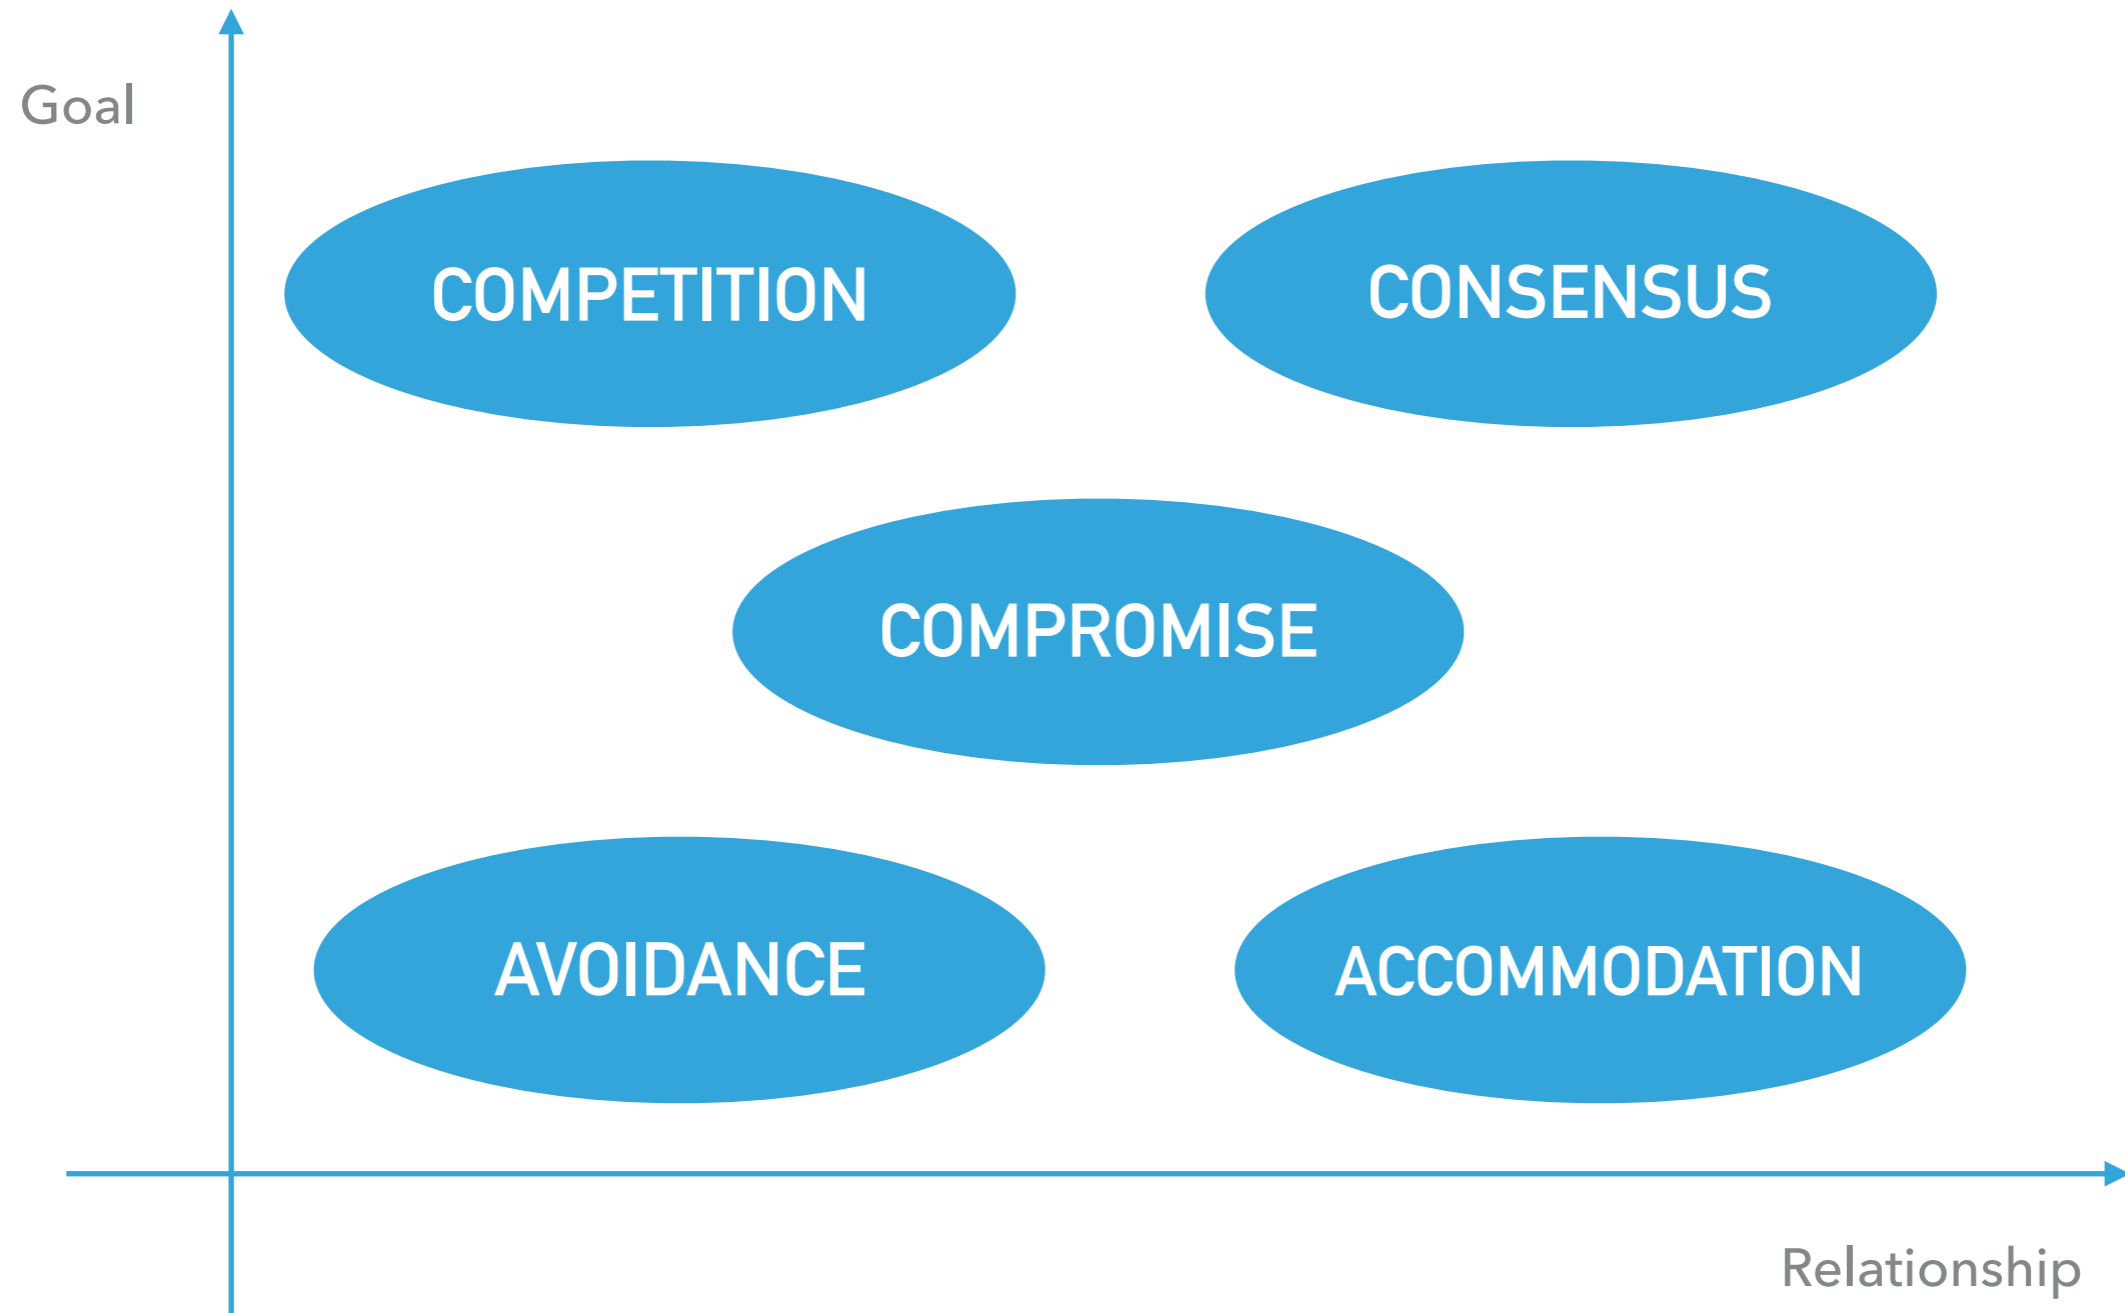 Goal
COMPETITION
CONSENSUS
COMPROMISE
AVOIDANCE
ACCOMMODATION
Relationship